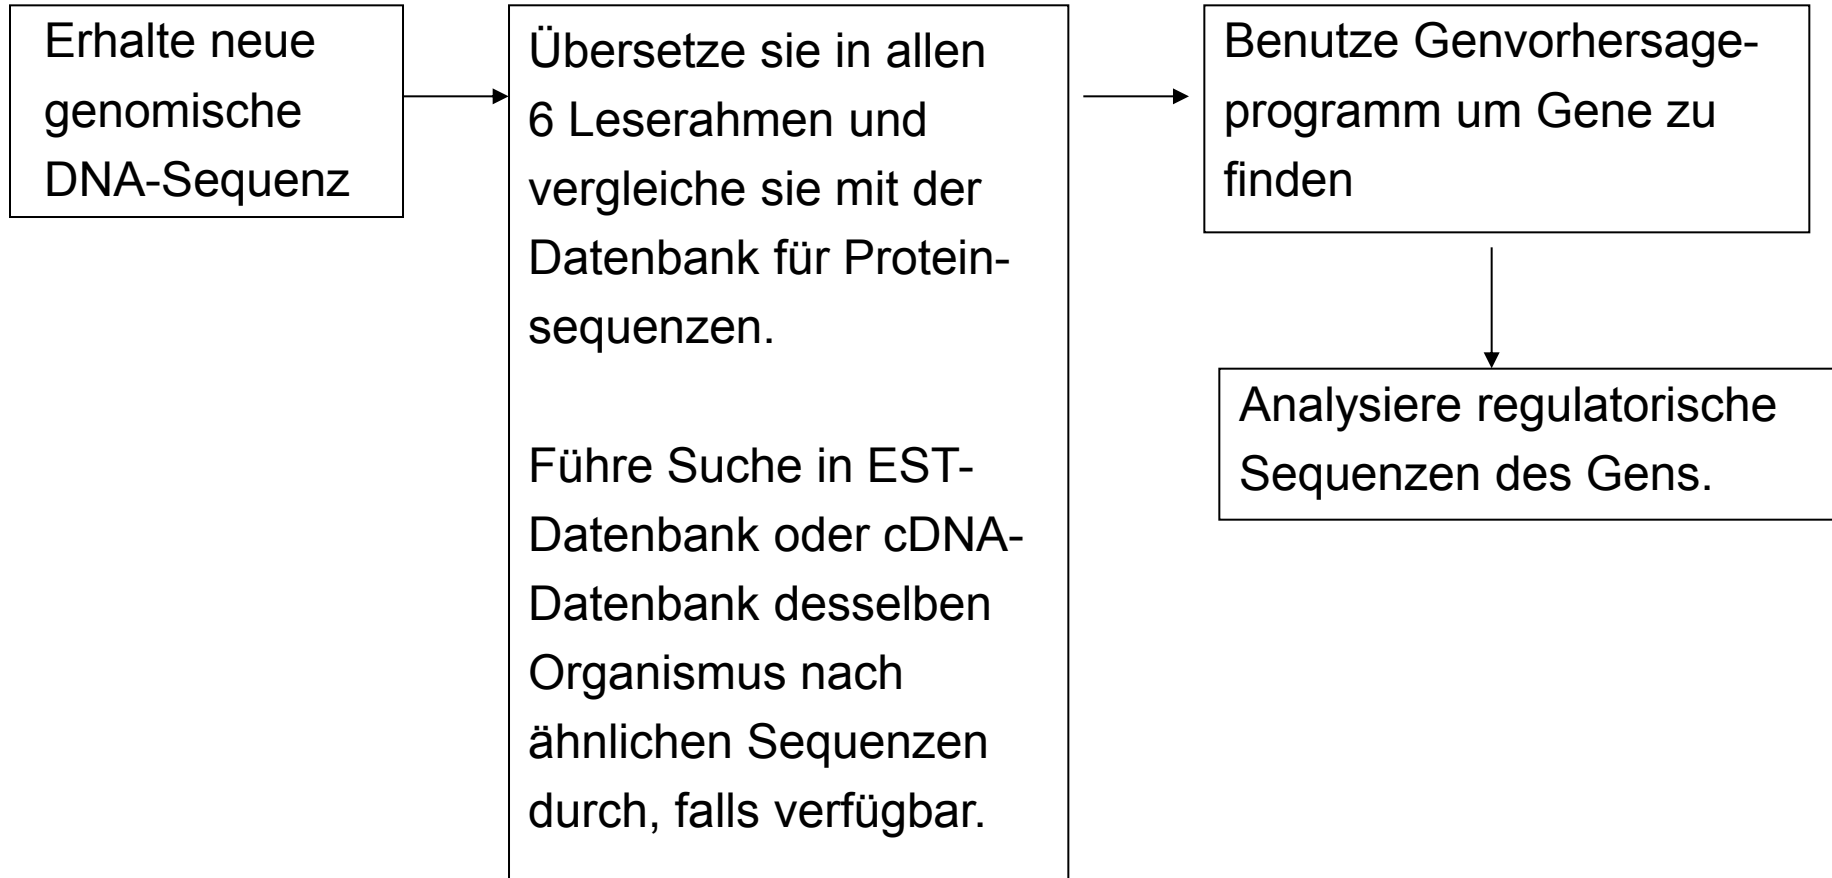 Erhalte neue
genomische
DNA-Sequenz
Übersetze sie in allen
6 Leserahmen und
vergleiche sie mit der
Datenbank für Protein-
sequenzen.
Führe Suche in EST-
Datenbank oder cDNA-
Datenbank desselben
Organismus nach
ähnlichen Sequenzen
durch, falls verfügbar.
Benutze Genvorhersage-
programm um Gene zu
finden
Analysiere regulatorische
Sequenzen des Gens.